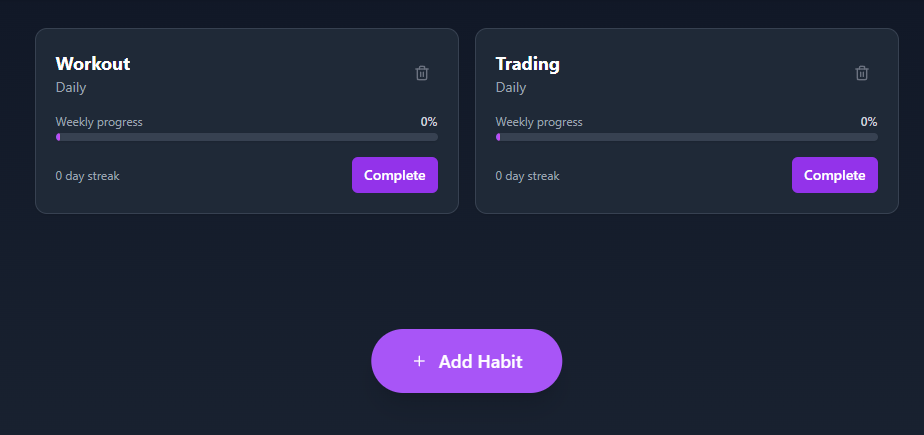 Workout
Daily
Weekly progress 0%
0 day streak Complete
Trading
Daily
Weekly progress 0%
0 day streak Complete
+ Add Habit